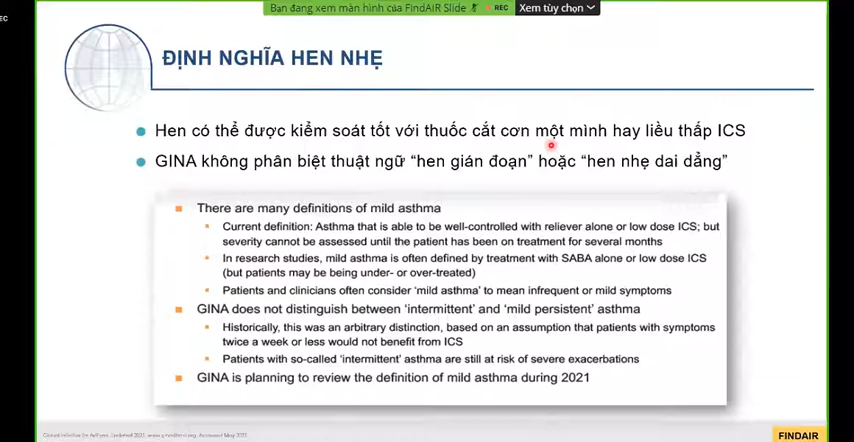 EC
Bạn đang xem màn hình của FindAIR Slide
REC
Xem tùy chọn
ĐỊNH NGHĨA HEN NHẸ
Hen có thể được kiểm soát tốt với thuốc cắt cơn một mình hay liều thấp ICS
GINA không phân biệt thuật ngữ “hen gián đoạn” hoặc “hen nhẹ dai dẳng”
There are many definitions of mild asthma
Current definition: Asthma that is able to be well-controlled with reliever alone or low dose ICS; but
severity cannot be assessed until the patient has been on treatment for several months
In research studies, mild asthma is often defined by treatment with SABA alone or low dose ICS
(but patients may be being under- or over-treated)
Patients and clinicians often consider ‘mild asthma’ to mean infrequent or mild symptoms
GINA does not distinguish between ‘intermittent’ and ‘mild persistent’ asthma
Historically, this was an arbitrary distinction, based on an assumption that patients with symptoms
twice a week or less would not benefit from ICS
Patients with so-called ‘intermittent’ asthma are still at risk of severe exacerbations
GINA is planning to review the definition of mild asthma during 2021
FINDAIR